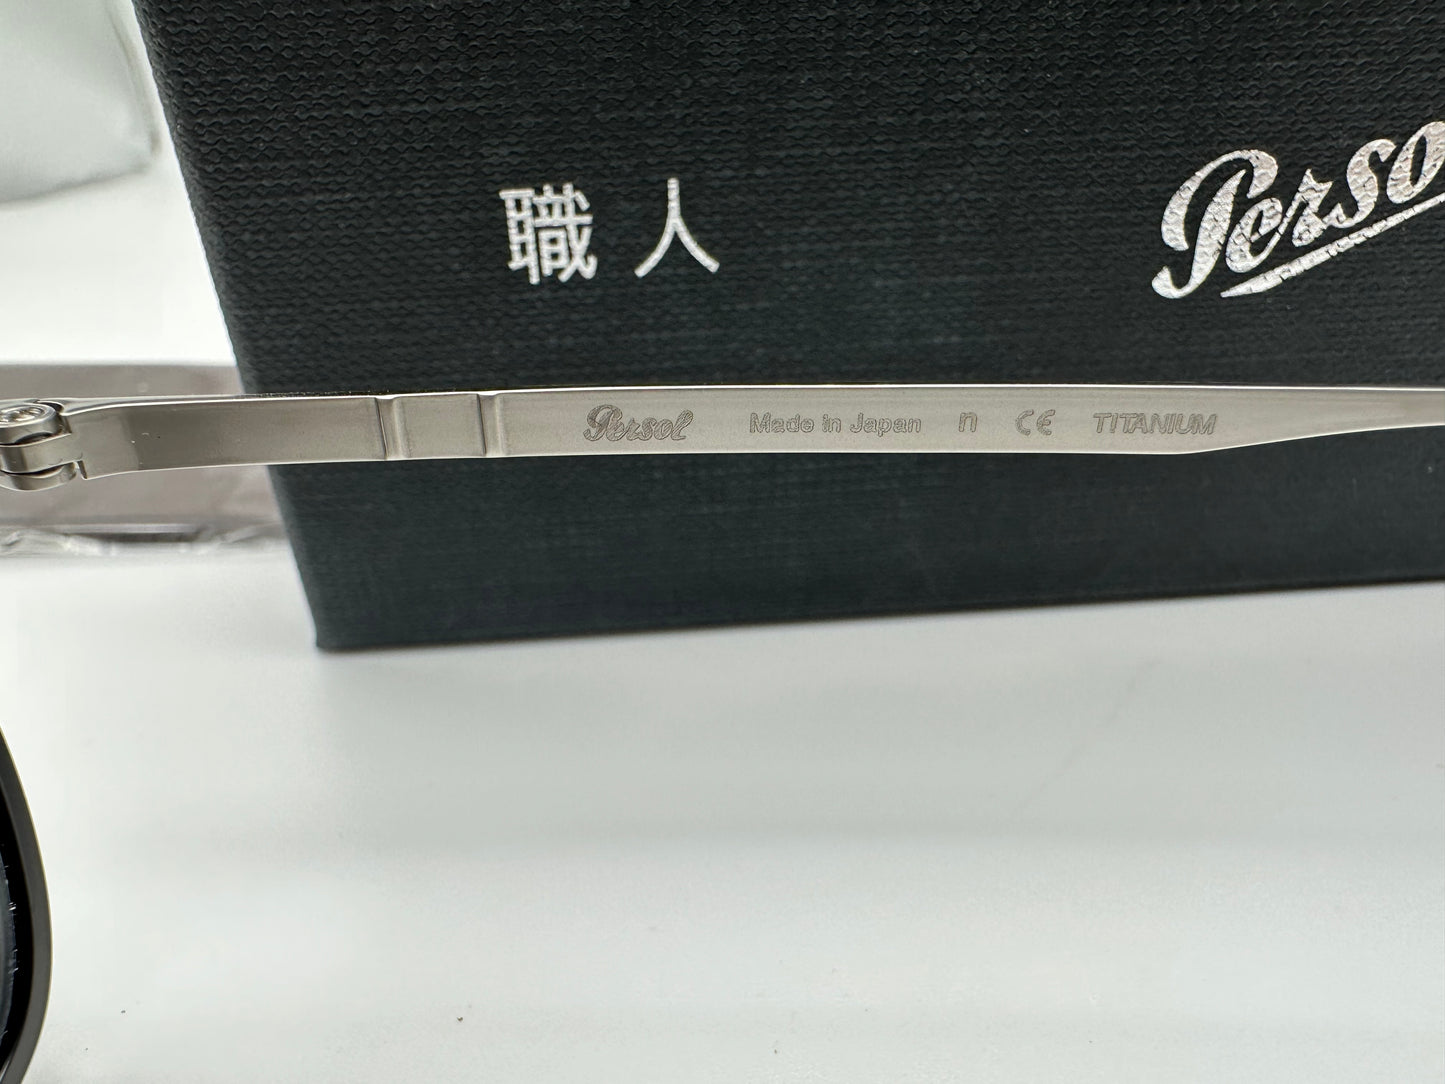 職人
Persol
Persol Made in Japan n CE TITANIUM